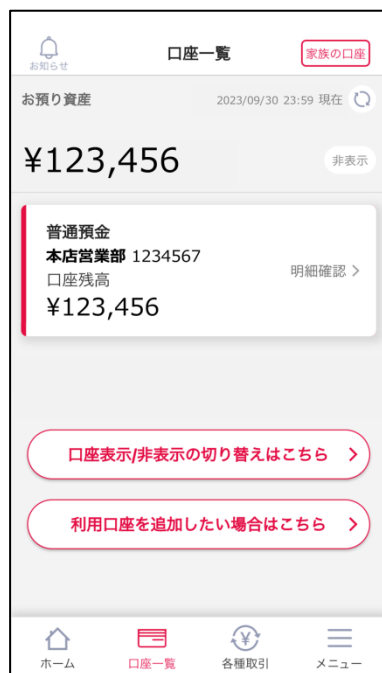 お知らせ
口座一覧
家族の口座
お預り資産
2023/09/30 23:59 現在
¥123,456
非表示
普通預金
本店営業部 1234567
口座残高
¥123,456
明細確認
口座表示/非表示の切り替えはこちら
利用口座を追加したい場合はこちら
ホーム
口座一覧
各種取引
メニュー